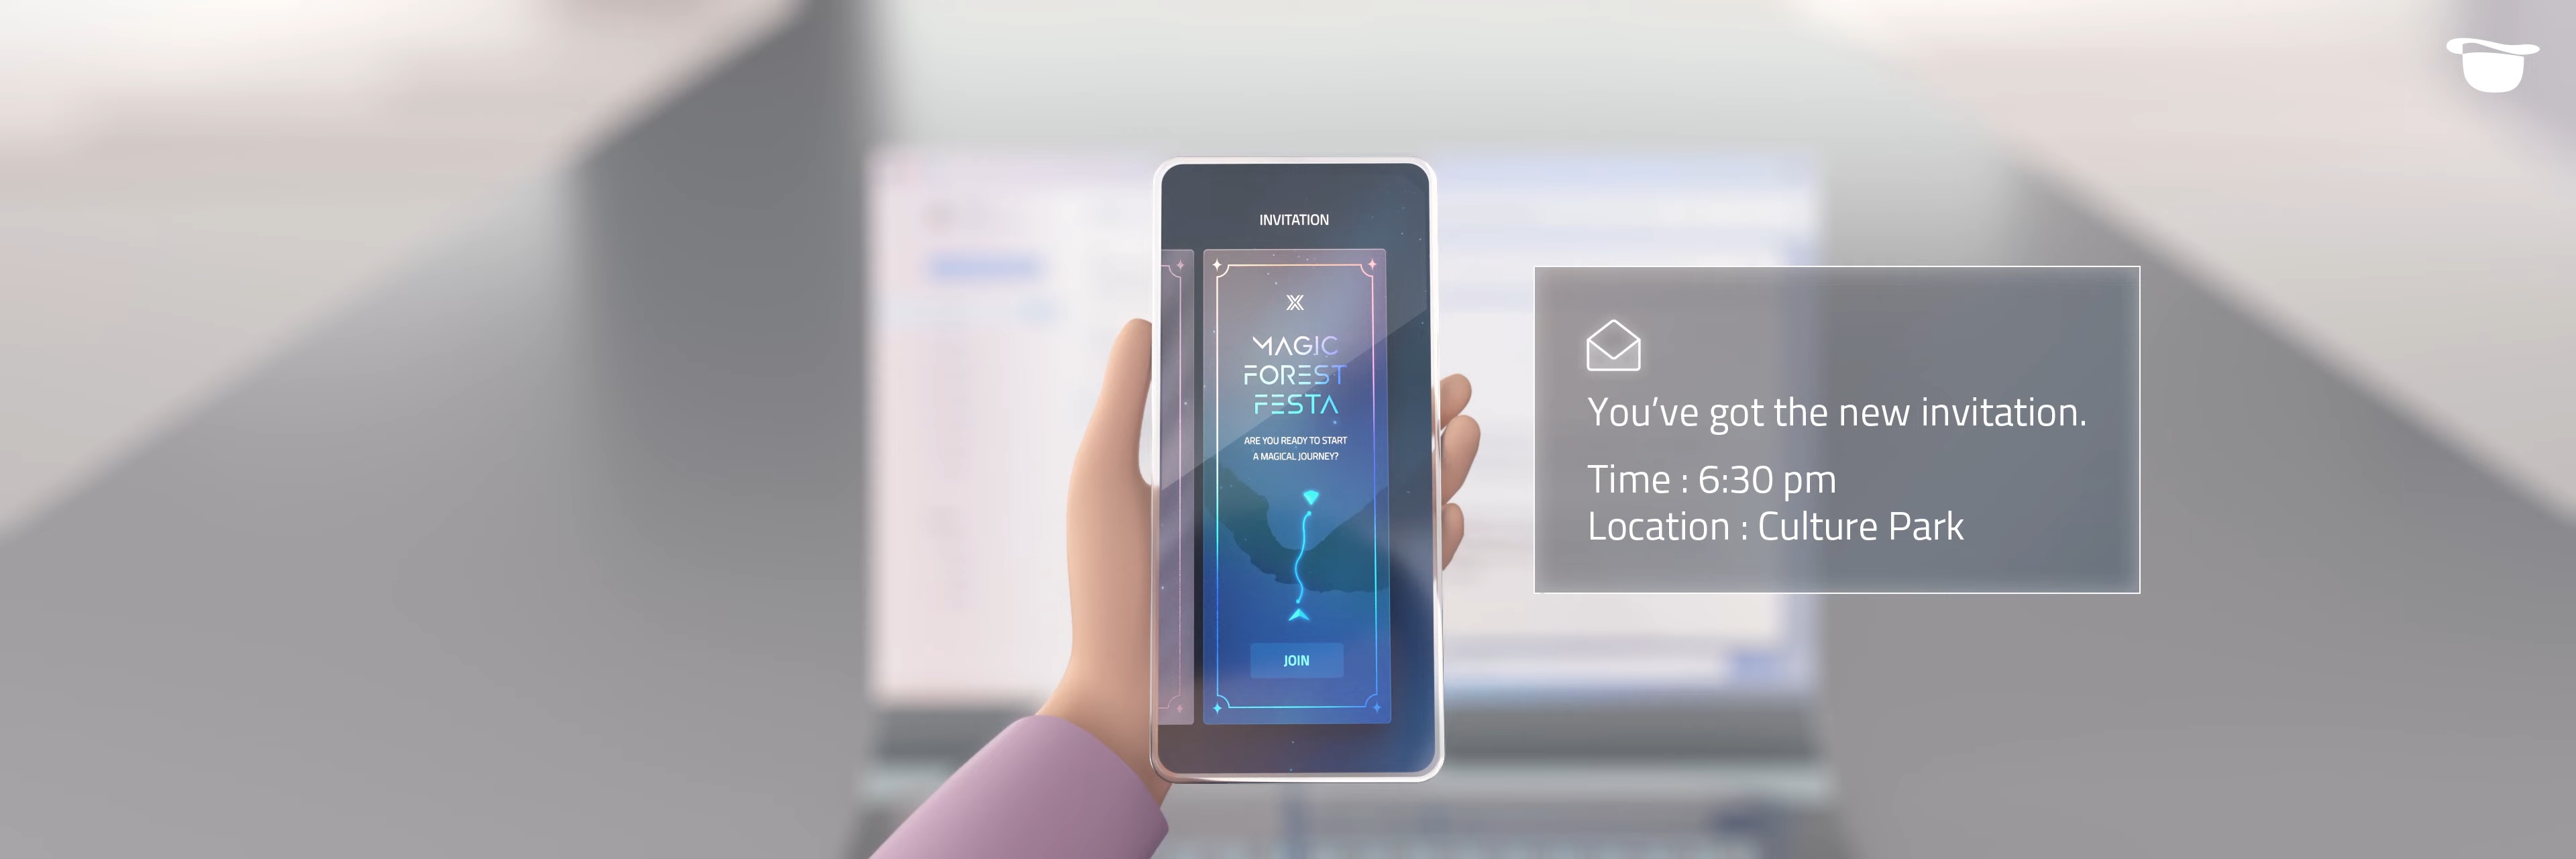 INVITATION
MAGIC
FOREST
FESTA
ARE YOU READY TO START
A MAGICAL JOURNEY?
JOIN
You've got the new invitation.
Time : 6:30 pm
Location : Culture Park